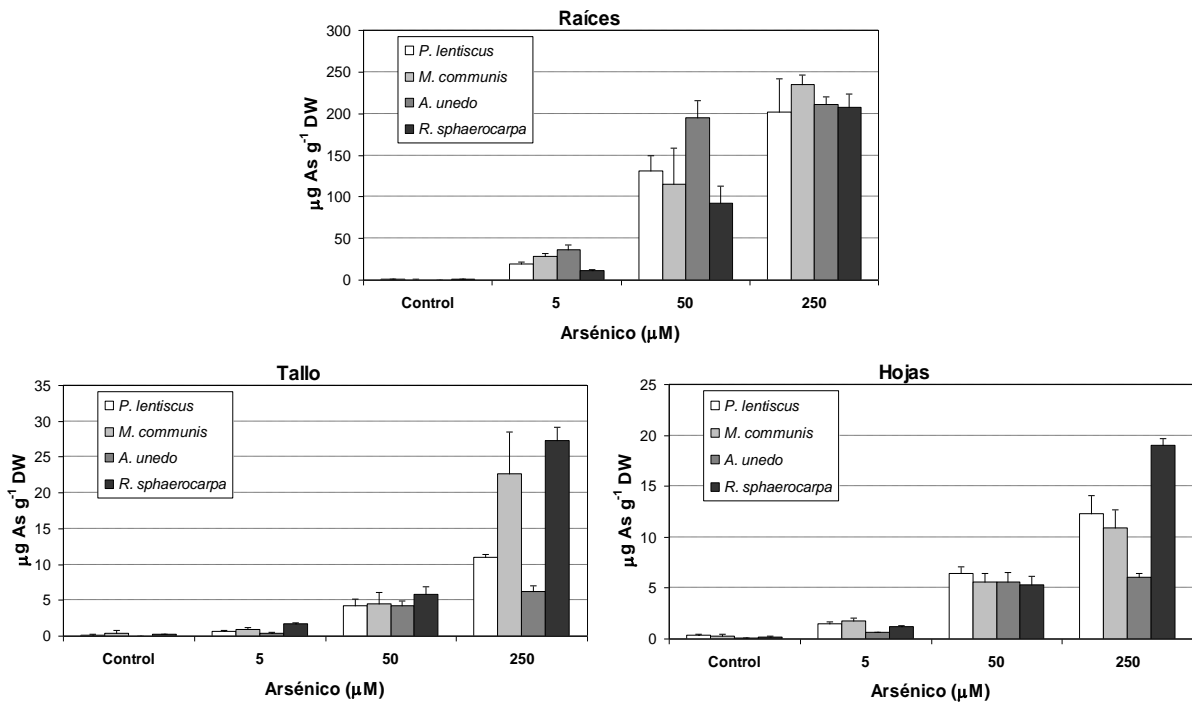 Raíces
300
250
200
150
100
50
0
µg As g-1 DW
P. lentiscus
M. communis
A. unedo
R. sphaerocarpa
Control 5 50 250
Arsénico (µM)
Tallo
35
30
25
20
15
10
5
0
µg As g-1 DW
P. lentiscus
M. communis
A. unedo
R. sphaerocarpa
Control 5 50 250
Arsénico (µM)
Hojas
25
20
15
10
5
0
µg As g-1 DW
P. lentiscus
M. communis
A. unedo
R. sphaerocarpa
Control 5 50 250
Arsénico (µM)